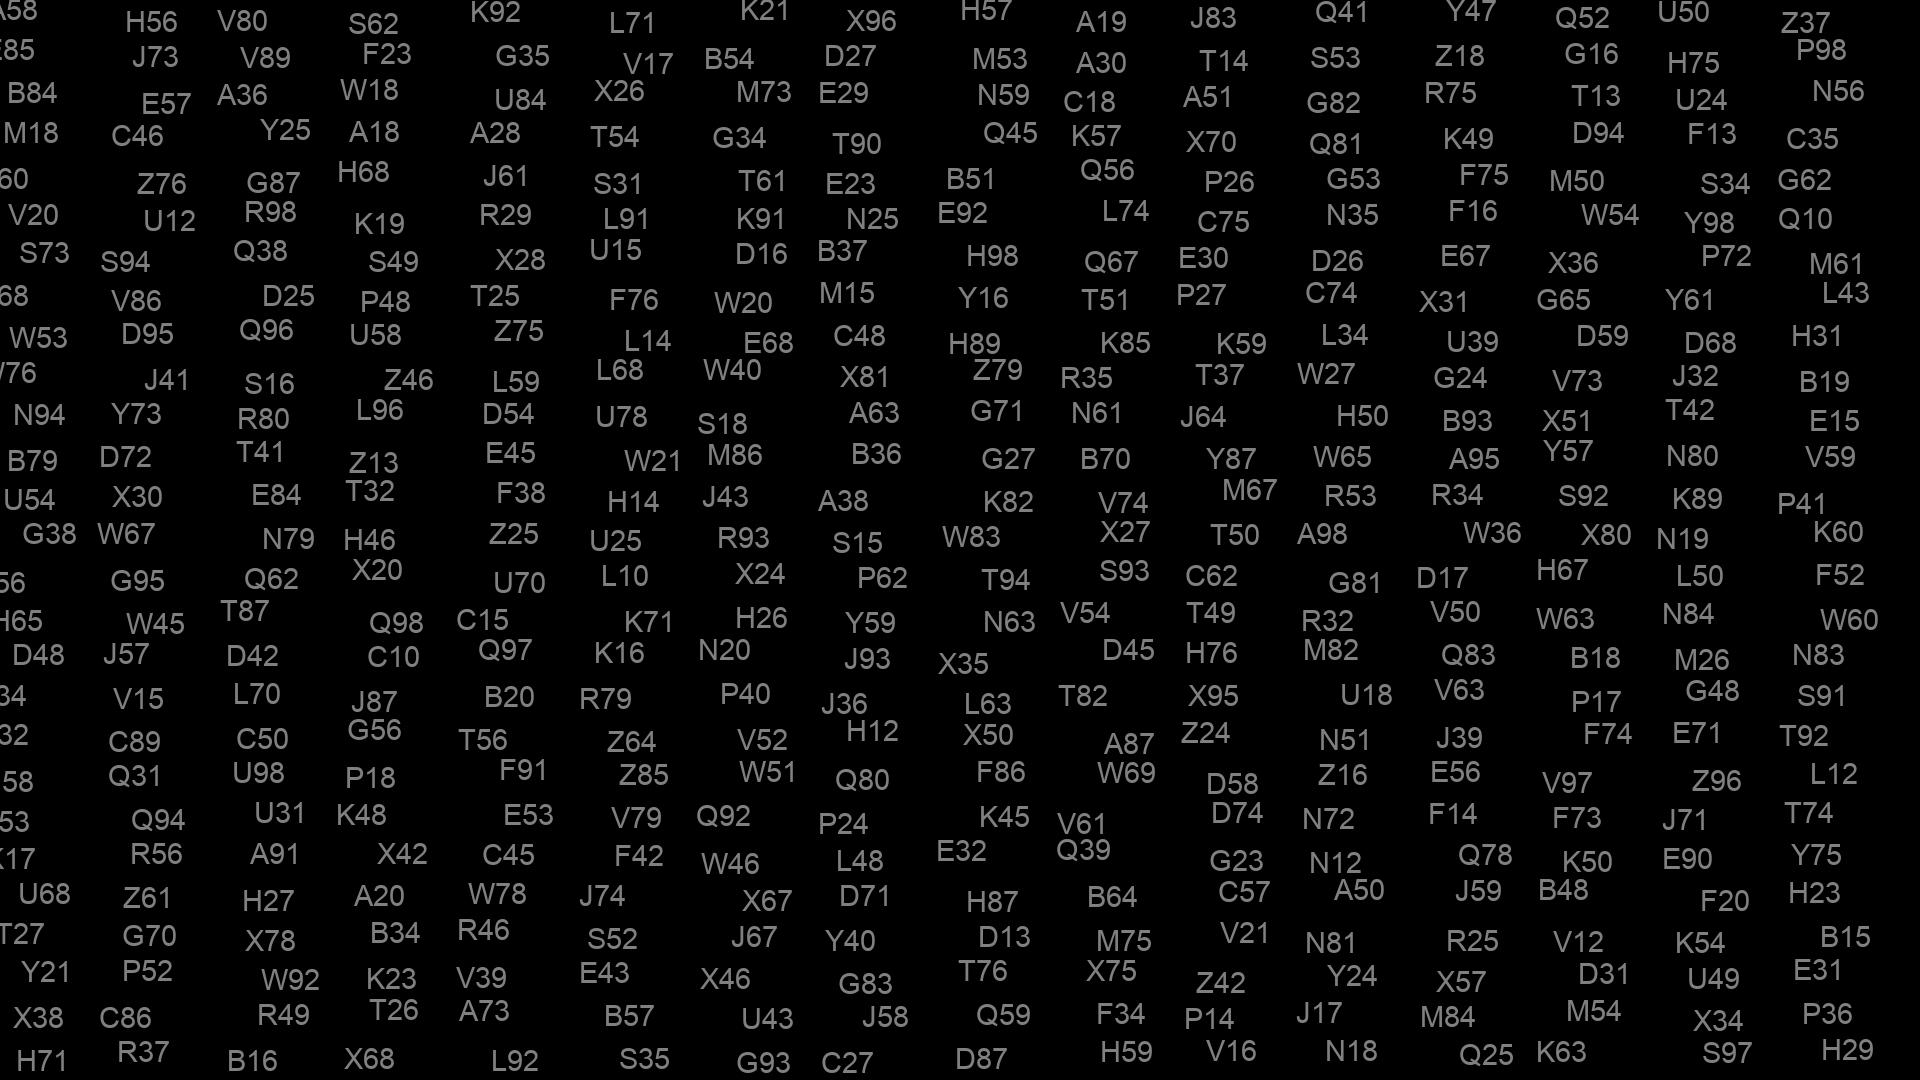 A58 H56 V80 S62 K92 L71 K21 X96 H57 A19 J83 Q41 Y47 Q52 U50 Z37
85 J73 V89 F23 G35 V17 B54 D27 M53 A30 T14 S53 Z18 G16 H75 P98
B84 E57 A36 W18 U84 X26 M73 E29 N59 C18 A51 G82 R75 T13 U24 N56
M18 C46 Y25 A18 A28 T54 G34 T90 Q45 K57 X70 Q81 K49 D94 F13 C35
60 Z76 G87 H68 J61 S31 T61 E23 B51 Q56 P26 G53 F75 M50 S34 G62
V20 U12 R98 K19 R29 L91 K91 N25 E92 L74 C75 N35 F16 W54 Y98 Q10
S73 S94 Q38 S49 X28 U15 D16 B37 H98 Q67 E30 D26 E67 X36 P72 M61
68 V86 D25 P48 T25 F76 W20 M15 Y16 T51 P27 C74 X31 G65 Y61 L43
W53 D95 Q96 U58 Z75 L14 E68 C48 H89 K85 K59 L34 U39 D59 D68 H31
76 J41 S16 Z46 L59 L68 W40 X81 Z79 R35 T37 W27 G24 V73 J32 B19
N94 Y73 R80 L96 D54 U78 S18 A63 G71 N61 J64 H50 B93 X51 T42 E15
B79 D72 T41 Z13 E45 W21 M86 B36 G27 B70 Y87 W65 A95 Y57 N80 V59
U54 X30 E84 T32 F38 H14 J43 A38 K82 V74 M67 R53 R34 S92 K89 P41
G38 W67 N79 H46 Z25 U25 R93 S15 W83 X27 T50 A98 W36 X80 N19 K60
56 G95 Q62 X20 U70 L10 X24 P62 T94 S93 C62 G81 D17 H67 L50 F52
H65 W45 T87 Q98 C15 K71 H26 Y59 N63 V54 T49 R32 V50 W63 N84 W60
D48 J57 D42 C10 Q97 K16 N20 J93 X35 D45 H76 M82 Q83 B18 M26 N83
34 V15 L70 J87 B20 R79 P40 J36 L63 T82 X95 U18 V63 P17 G48 S91
32 C89 C50 G56 T56 Z64 V52 H12 X50 A87 Z24 N51 J39 F74 E71 T92
58 Q31 U98 P18 F91 Z85 W51 Q80 F86 W69 D58 Z16 E56 V97 Z96 L12
53 Q94 U31 K48 E53 V79 Q92 P24 K45 V61 D74 N72 F14 F73 J71 T74
K17 R56 A91 X42 C45 F42 W46 L48 E32 Q39 G23 N12 Q78 K50 E90 Y75
U68 Z61 H27 A20 W78 J74 X67 D71 H87 B64 C57 A50 J59 B48 F20 H23
T27 G70 X78 B34 R46 S52 J67 Y40 D13 M75 V21 N81 R25 V12 K54 B15
Y21 P52 W92 K23 V39 E43 X46 G83 T76 X75 Z42 Y24 X57 D31 U49 E31
X38 C86 R49 T26 A73 B57 U43 J58 Q59 F34 P14 J17 M84 M54 X34 P36
H71 R37 B16 X68 L92 S35 G93 C27 D87 H59 V16 N18 Q25 K63 S97 H29